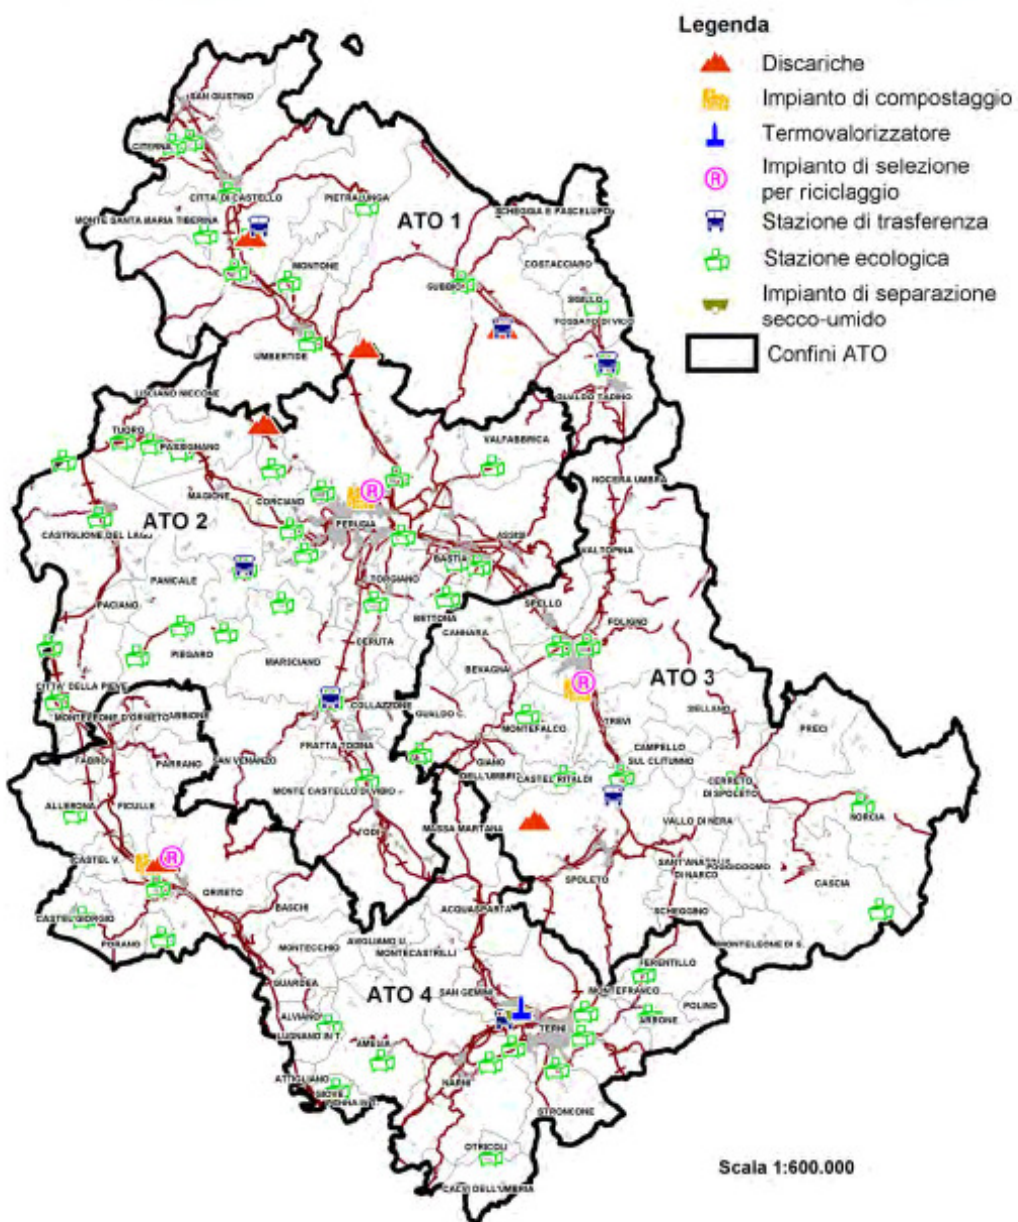 Legenda
Discariche
Impianto di compostaggio
Termovalorizzatore
Impianto di selezione
per riciclaggio
Stazione di trasferenza
Stazione ecologica
Impianto di separazione
secco-umido
Confini ATO
SAN GIUSTINO
CITERNA
CITTA' DI CASTELLO
PIETRALUNGA
MONTE SANTA MARIA TIBERINA
ATO 1
SCHEGGIA E PASCELUPO
COSTACCIARO
MONTONE
GUBBIO
SIGILLO
FOSSATO DI VICO
UMBERTIDE
GUALDO TADINO
LISCIANO NICCONE
TUORO
PASSIGNANO
VALFABBRICA
NOCERA UMBRA
MAGIONE
CORCIANO
ATO 2
PERUGIA
CASTIGLIONE DEL LAGO
ASSISI
VALTOPINA
BASTIA
PANICALE
TORGIANO
PACIANO
SPELLO
BETTONA
FOLIGNO
CANNARA
DERUTA
PIEGARO
MARSCIANO
BEVAGNA
ATO 3
CITTA' DELLA PIEVE
COLLAZZONE
GUALDO C.
SELLANO
MONTELEONE D'ORVIETO
MONTEFALCO
TREVI
PRECI
FRATTA TODINA
FABRO
PARRANO
SAN VENANZO
GIANO
DELL'UMBRI
CAMPELLO
SUL CLITUNNO
CASTEL RITALDI
CERRETO
DI SPOLETO
MONTE CASTELLO DI VIBIO
ALLERONA
FICULLE
NORCIA
VALLO DI NERA
TODI
MASSA MARTANA
CASTEL V.
SANT'ANATOLIA
DI NARCO
POGGIODOMO
ORVIETO
SPOLETO
CASCIA
BASCHI
ACQUASPARTA
SCHEGGINO
CASTEL GIORGIO
PORANO
MONTECCHIO
AVIGLIANO U.
MONTECASTRILLI
MONTELEONE DI S.
FERENTILLO
GUARDEA
ATO 4
SAN GEMINI
MONTEFRANCO
POLINO
ALVIANO
ARRONE
LUGNANO IN T.
AMELIA
TERNI
ATTIGLIANO
GIOVE
NARNI
STRONCONE
OTRICOLI
CALVI DELL'UMBRIA
Scala 1:600.000